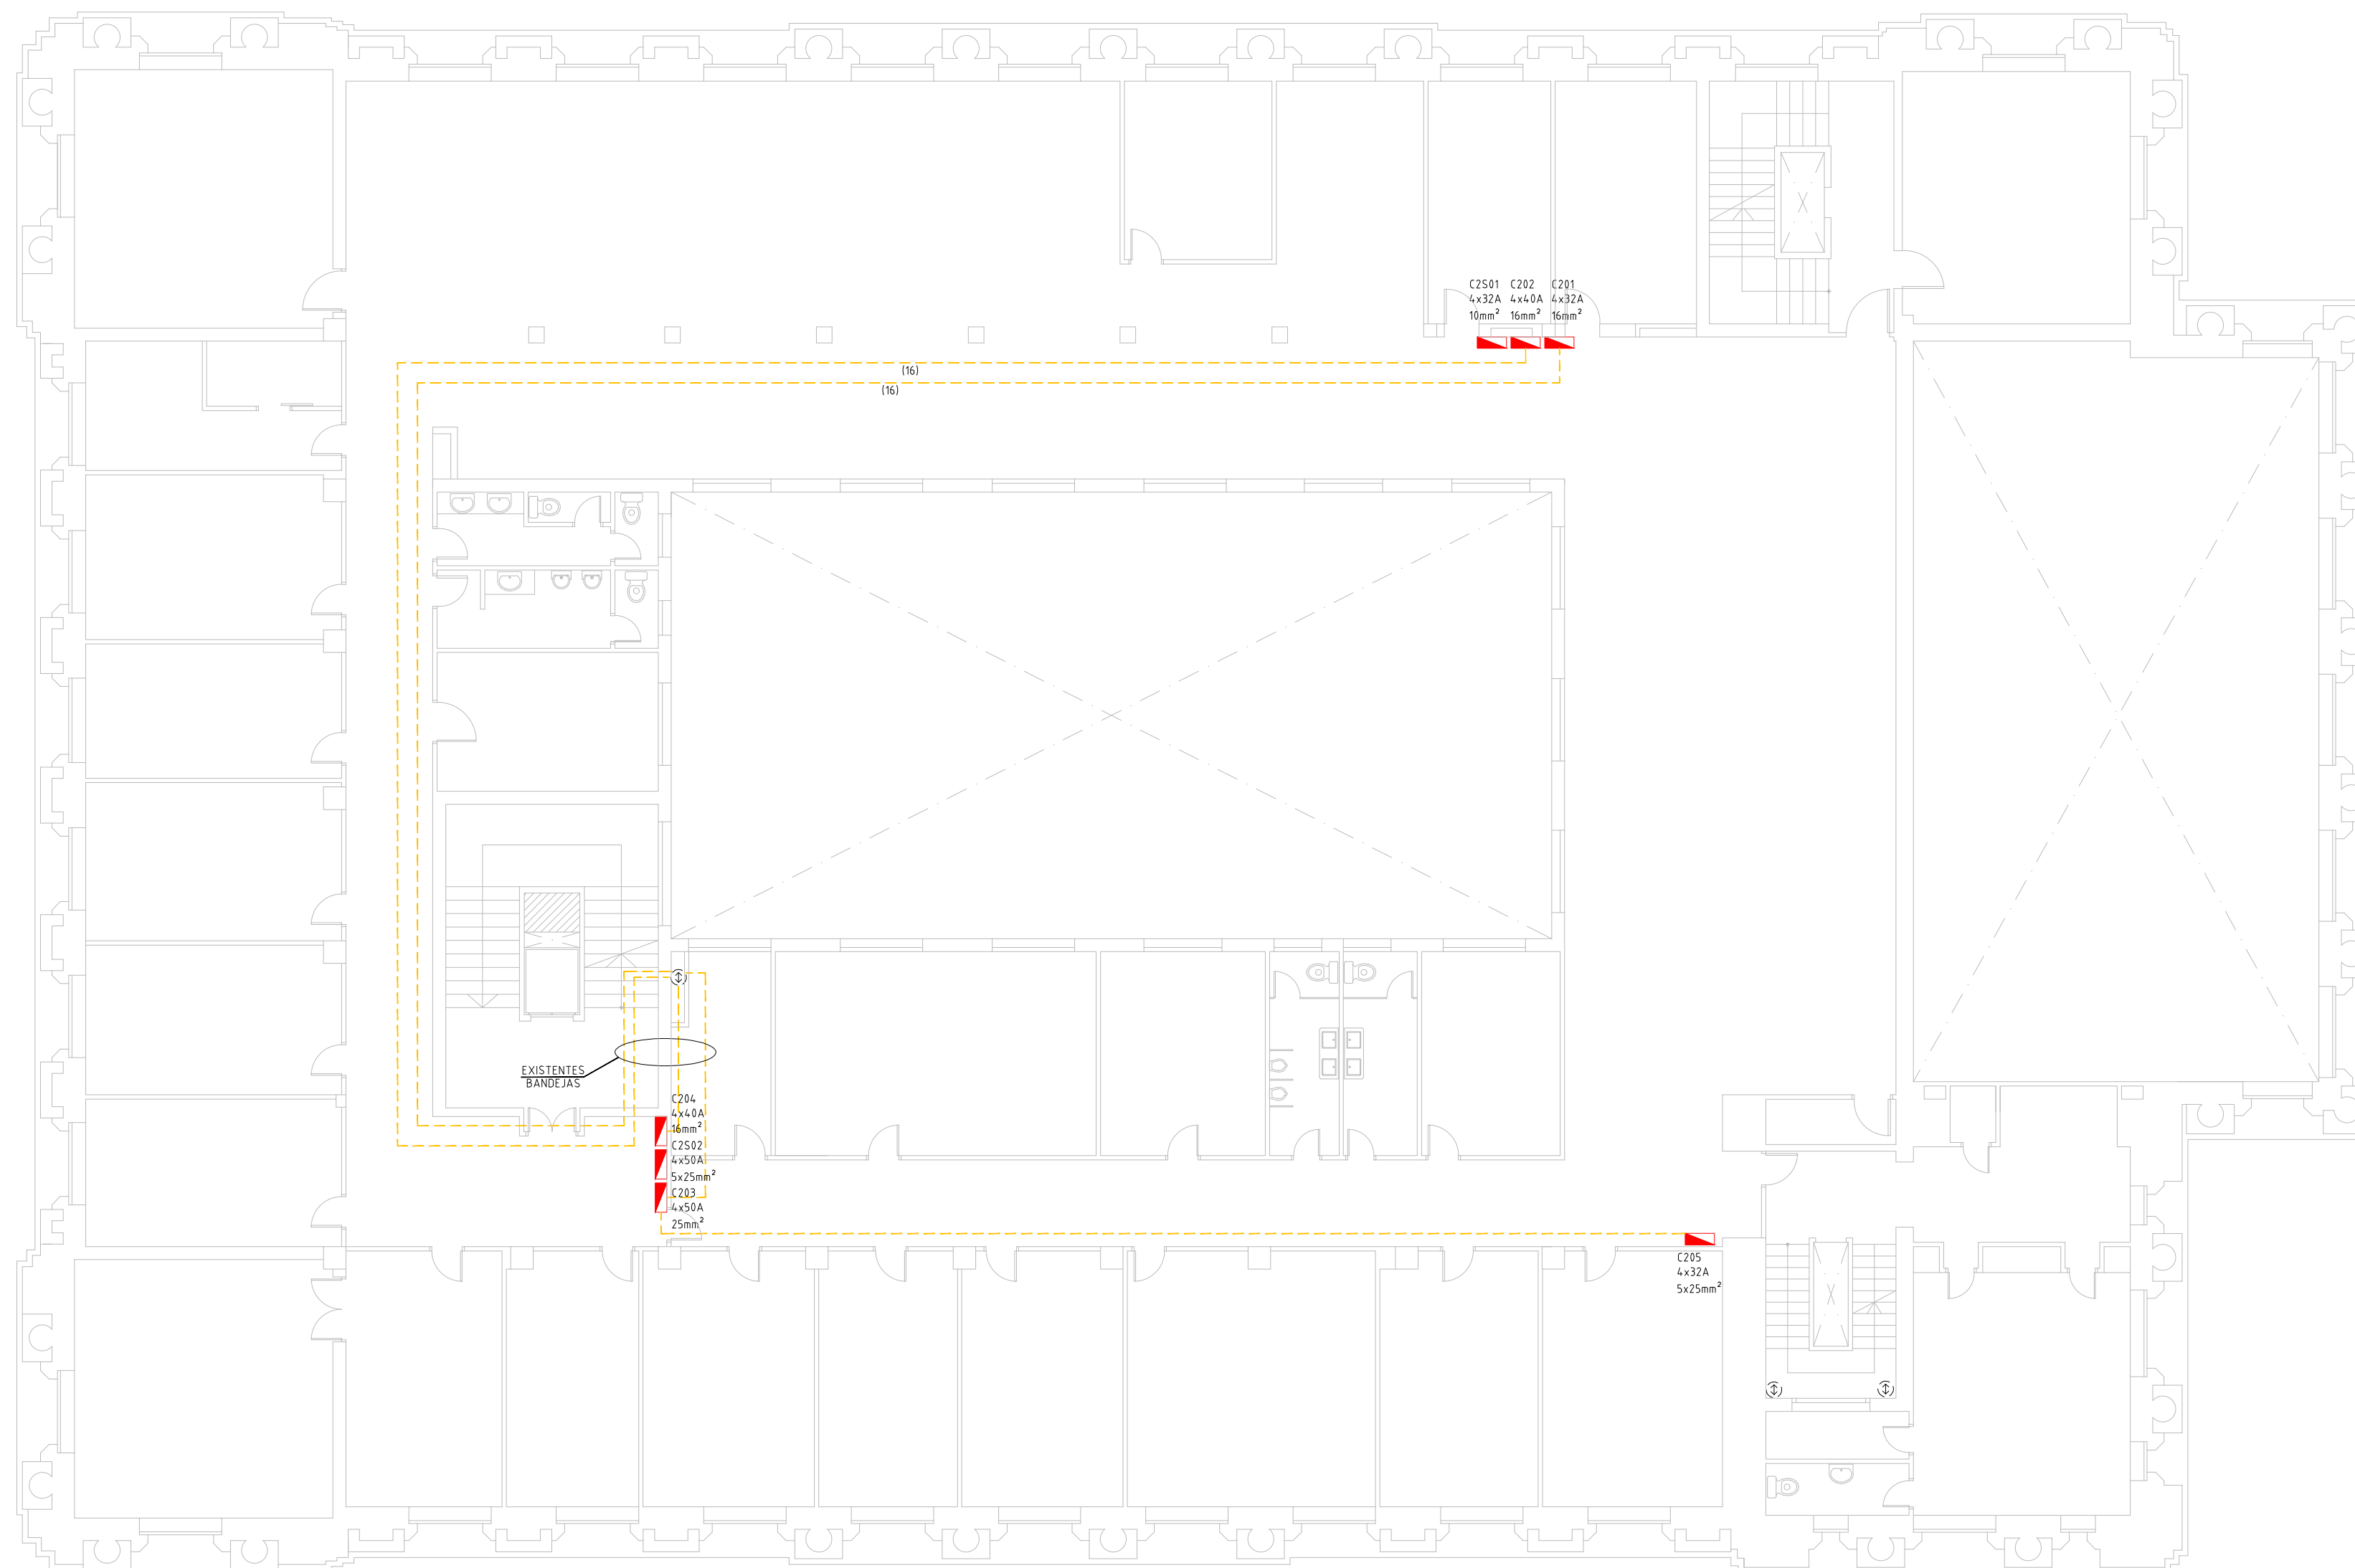 C2S01
4x32A
10mm²
C202
4x40A
16mm²
C201
4x32A
16mm²
(16)
(16)
EXISTENTES
BANDEJAS
C204
4x40A
16mm²
C2S02
4x50A
5x25mm²
C203
4x50A
25mm²
C205
4x32A
5x25mm²